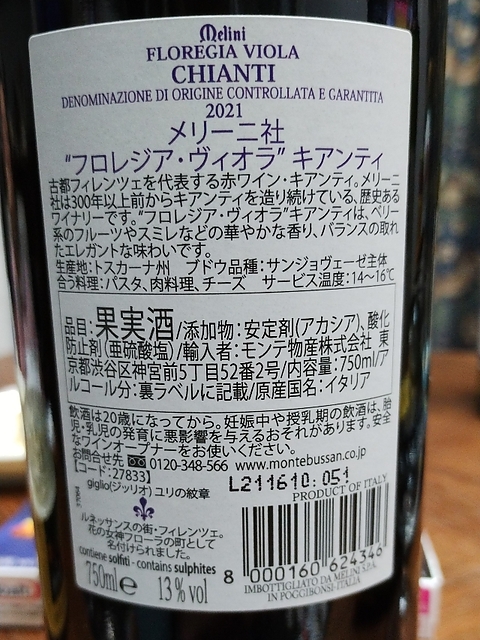 Melini
FLOREGIA VIOLA
CHIANTI
DENOMINAZIONE DI ORIGINE CONTROLLATA E GARANTITA
2021
メリーニ社
“フロレジア・ヴィオラ” キアンティ
古都フィレンツェを代表する赤ワイン・キアンティ。メリーニ
社は300年以上前からキアンティを造り続けている、歴史ある
ワイナリーです。“フロレジア・ヴィオラ”キアンティは、ベリー
系のフルーツやスミレなどの華やかな香り、バランスの取れ
たエレガントな味わいです。
生産地:トスカーナ州 ブドウ品種:サンジョヴェーゼ主体
合う料理:パスタ、肉料理、チーズ サービス温度:14〜16℃
品目:果実酒/添加物:安定剤(アカシア)、酸化
防止剤(亜硫酸塩)/輸入者:モンテ物産株式会社 東
京都渋谷区神宮前5丁目52番2号/内容量:750ml/ア
ルコール分:裏ラベルに記載/原産国名:イタリア
飲酒は20歳になってから。妊娠中や授乳期の飲酒は、胎
児・乳児の発育に悪影響を与えるおそれがあります。安全
なワインオープナーをお使いください。
お問合せ先 0120-348-566 www.montebussan.co.jp
【コード:27833】
L211610:051
giglio(ジッリオ) ユリの紋章
PRODUCT OF ITALY
ルネッサンスの街・フィレンツェ。
花の女神フローラの町として
名付けられました。
contiene solfiti - contains sulphites
750ml e 13% vol
8 000160 624346
IMBOTTIGLIATO DA MELINI S.P.A.
IN POGGIBONSI-ITALIA